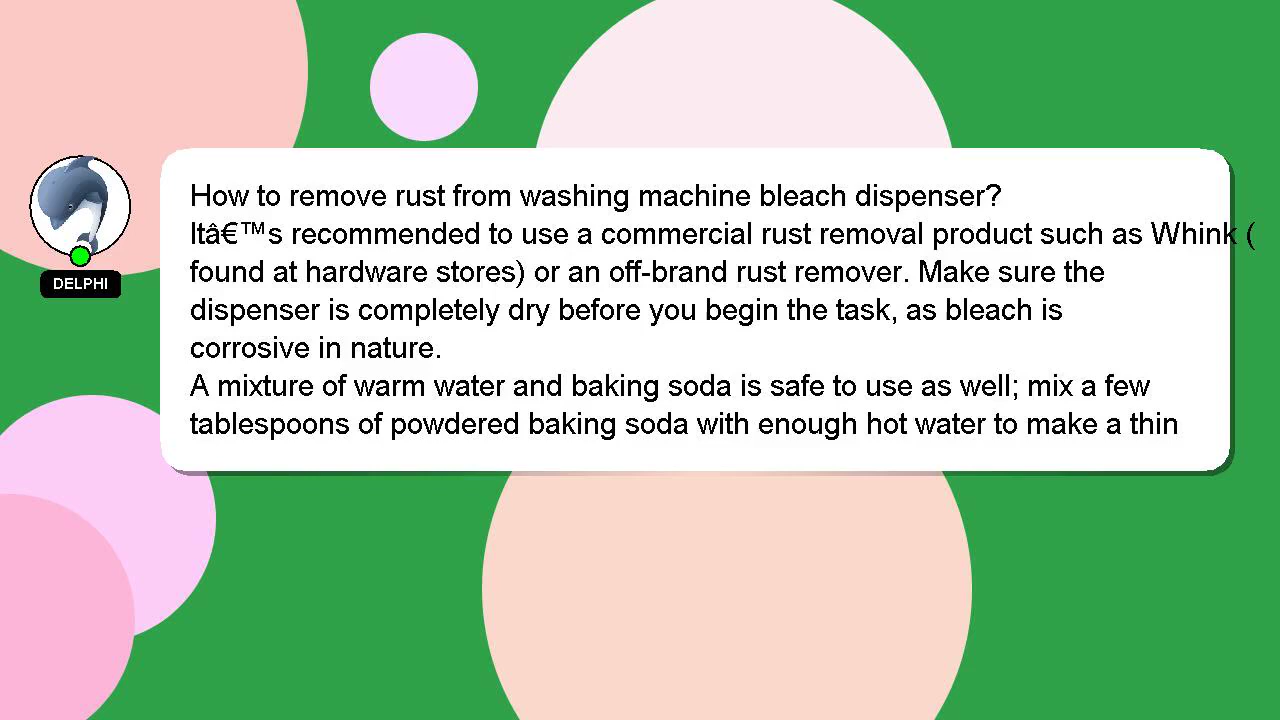 How to remove rust from washing machine bleach dispenser?
Itâ€™s recommended to use a commercial rust removal product such as Whink (
found at hardware stores) or an off-brand rust remover. Make sure the
dispenser is completely dry before you begin the task, as bleach is
corrosive in nature.
A mixture of warm water and baking soda is safe to use as well; mix a few
tablespoons of powdered baking soda with enough hot water to make a thin
DELPHI